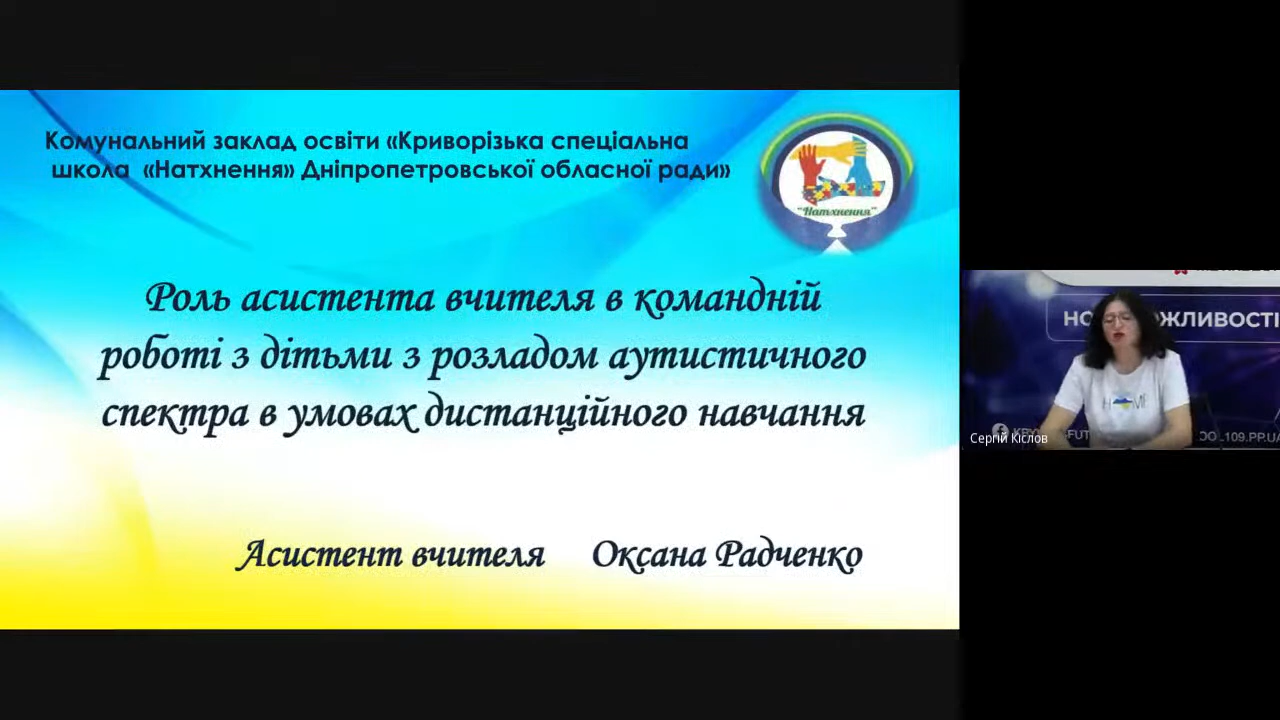 Комунальний заклад освіти «Криворізька спеціальна
школа «Натхнення» Дніпропетровської обласної ради»
"Натхнення"
Роль асистента вчителя в командній
роботі з дітьми з розладом аутистичного
спектра в умовах дистанційного навчання
Асистент вчителя Оксана Радченко
Сергій Кіслов